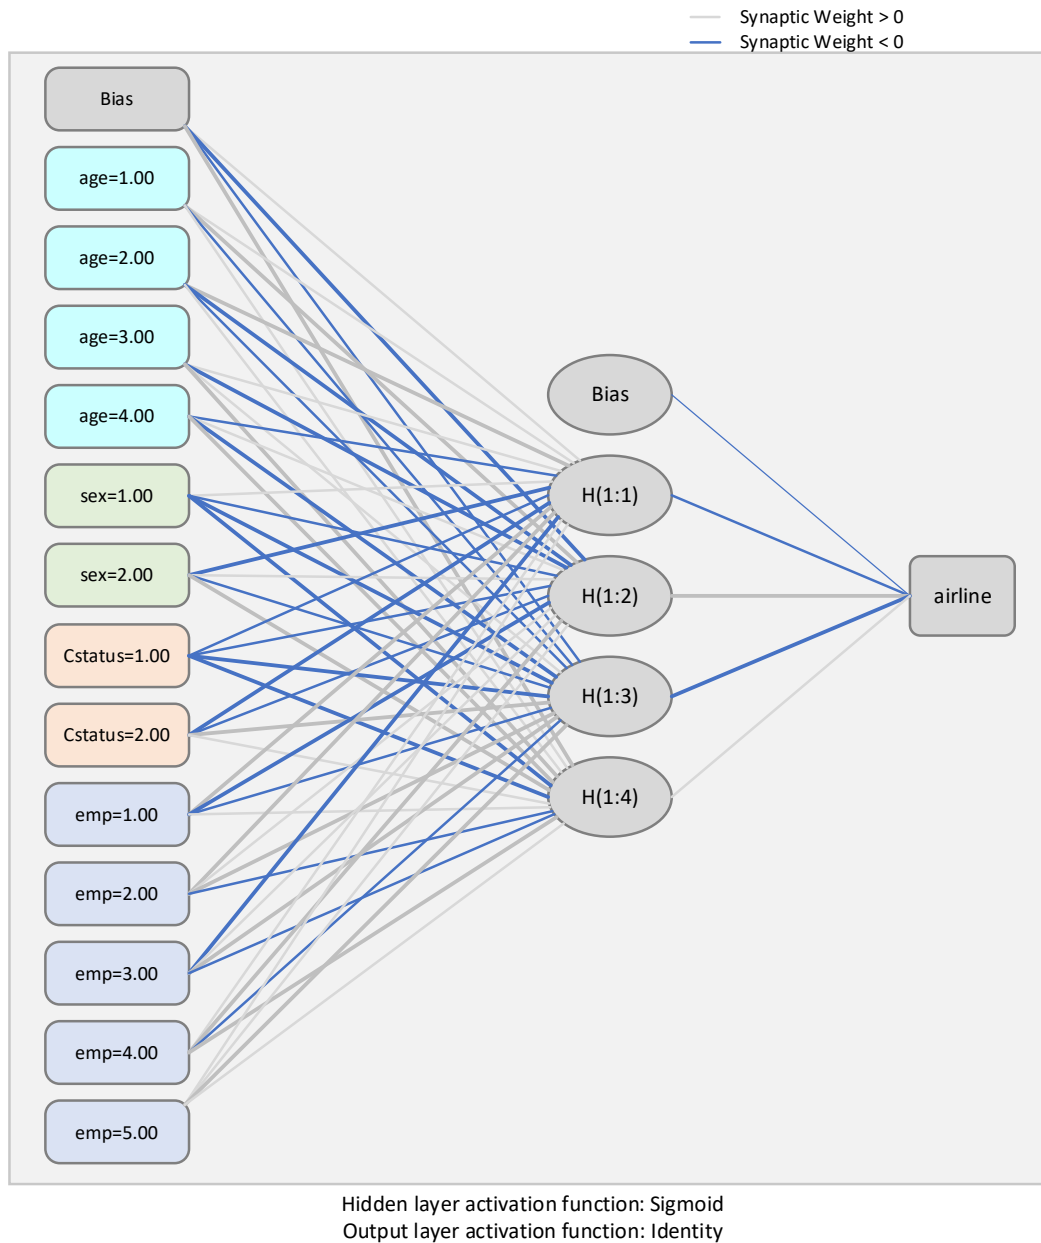 Synaptic Weight > 0
Synaptic Weight < 0
Bias
age=1.00
age=2.00
age=3.00
age=4.00
sex=1.00
sex=2.00
Cstatus=1.00
Cstatus=2.00
emp=1.00
emp=2.00
emp=3.00
emp=4.00
emp=5.00
Bias
H(1:1)
H(1:2)
H(1:3)
H(1:4)
airline
Hidden layer activation function: Sigmoid
Output layer activation function: Identity